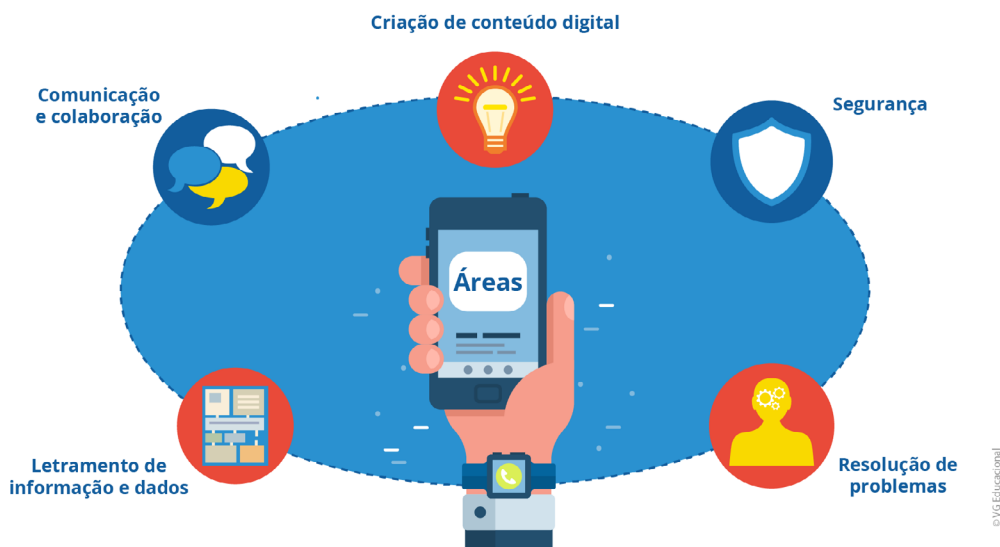 Criação de conteúdo digital
Comunicação
e colaboração
Segurança
Áreas
Letramento de
informação e dados
Resolução de
problemas
©VG Educacional